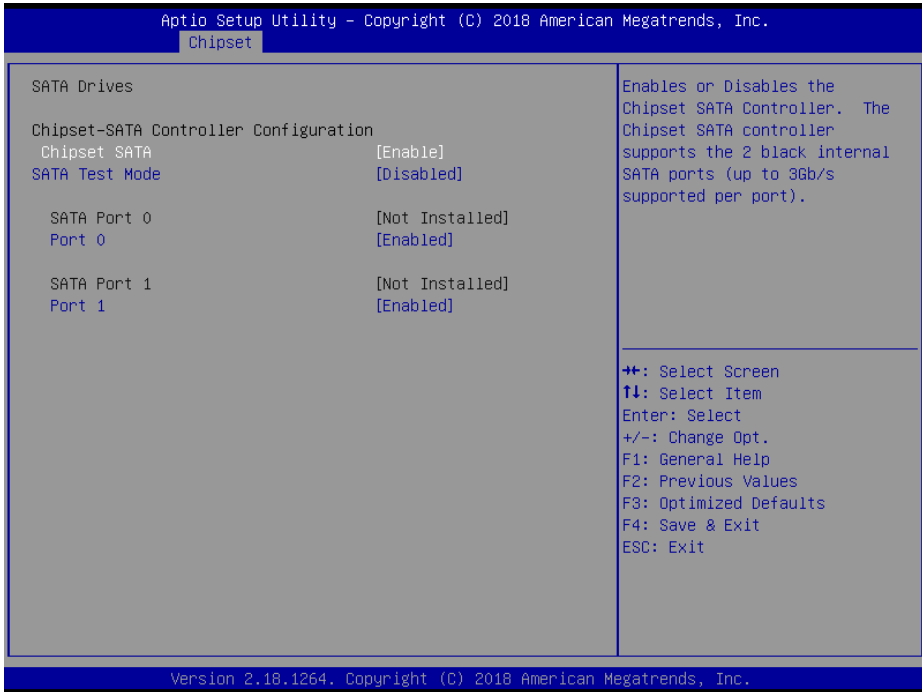 Aptio Setup Utility – Copyright (C) 2018 American Megatrends, Inc.
Chipset
SATA Drives
Chipset-SATA Controller Configuration
Chipset SATA [Enable]
SATA Test Mode [Disabled]
SATA Port 0 [Not Installed]
Port 0 [Enabled]
SATA Port 1 [Not Installed]
Port 1 [Enabled]
Enables or Disables the
Chipset SATA Controller. The
Chipset SATA controller
supports the 2 black internal
SATA ports (up to 3Gb/s
supported per port).
→←: Select Screen
↑↓: Select Item
Enter: Select
+/-: Change Opt.
F1: General Help
F2: Previous Values
F3: Optimized Defaults
F4: Save & Exit
ESC: Exit
Version 2.18.1264. Copyright (C) 2018 American Megatrends, Inc.